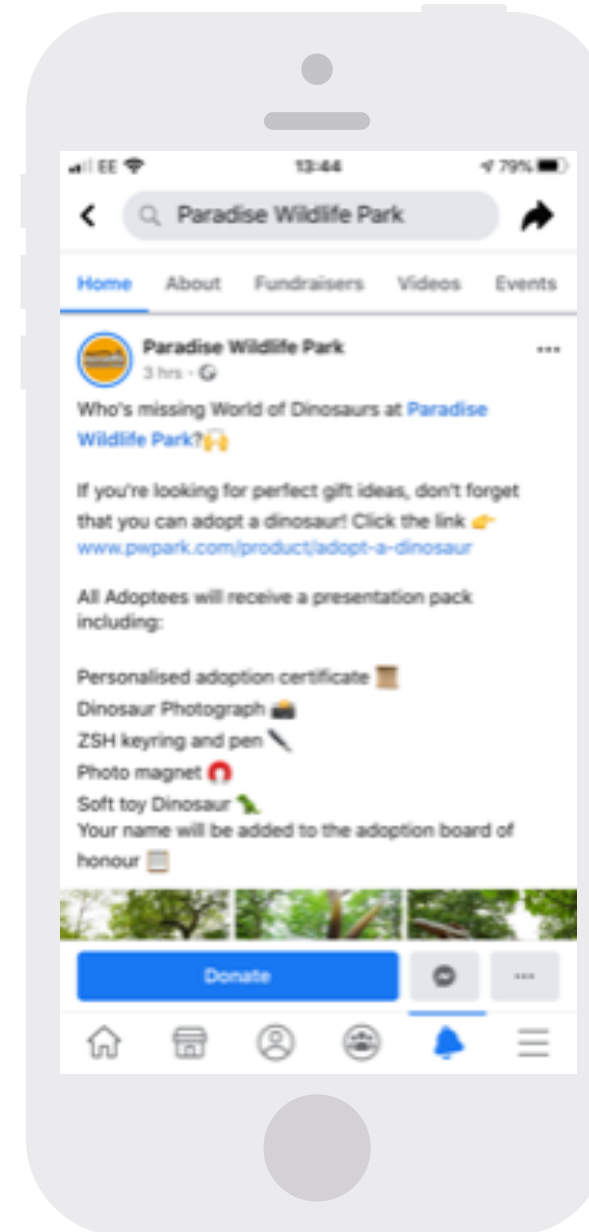 EE 13:44 79%
Paradise Wildlife Park
Home About Fundraisers Videos Events
Paradise Wildlife Park
3 hrs
Who's missing World of Dinosaurs at Paradise
Wildlife Park?🙌
If you're looking for perfect gift ideas, don't forget
that you can adopt a dinosaur! Click the link 👉
www.pwpark.com/product/adopt-a-dinosaur
All Adoptees will receive a presentation pack
including:
Personalised adoption certificate 📜
Dinosaur Photograph 📸
ZSH keyring and pen 🖊
Photo magnet 🧲
Soft toy Dinosaur 🦖
Your name will be added to the adoption board of
honour 📋
Donate